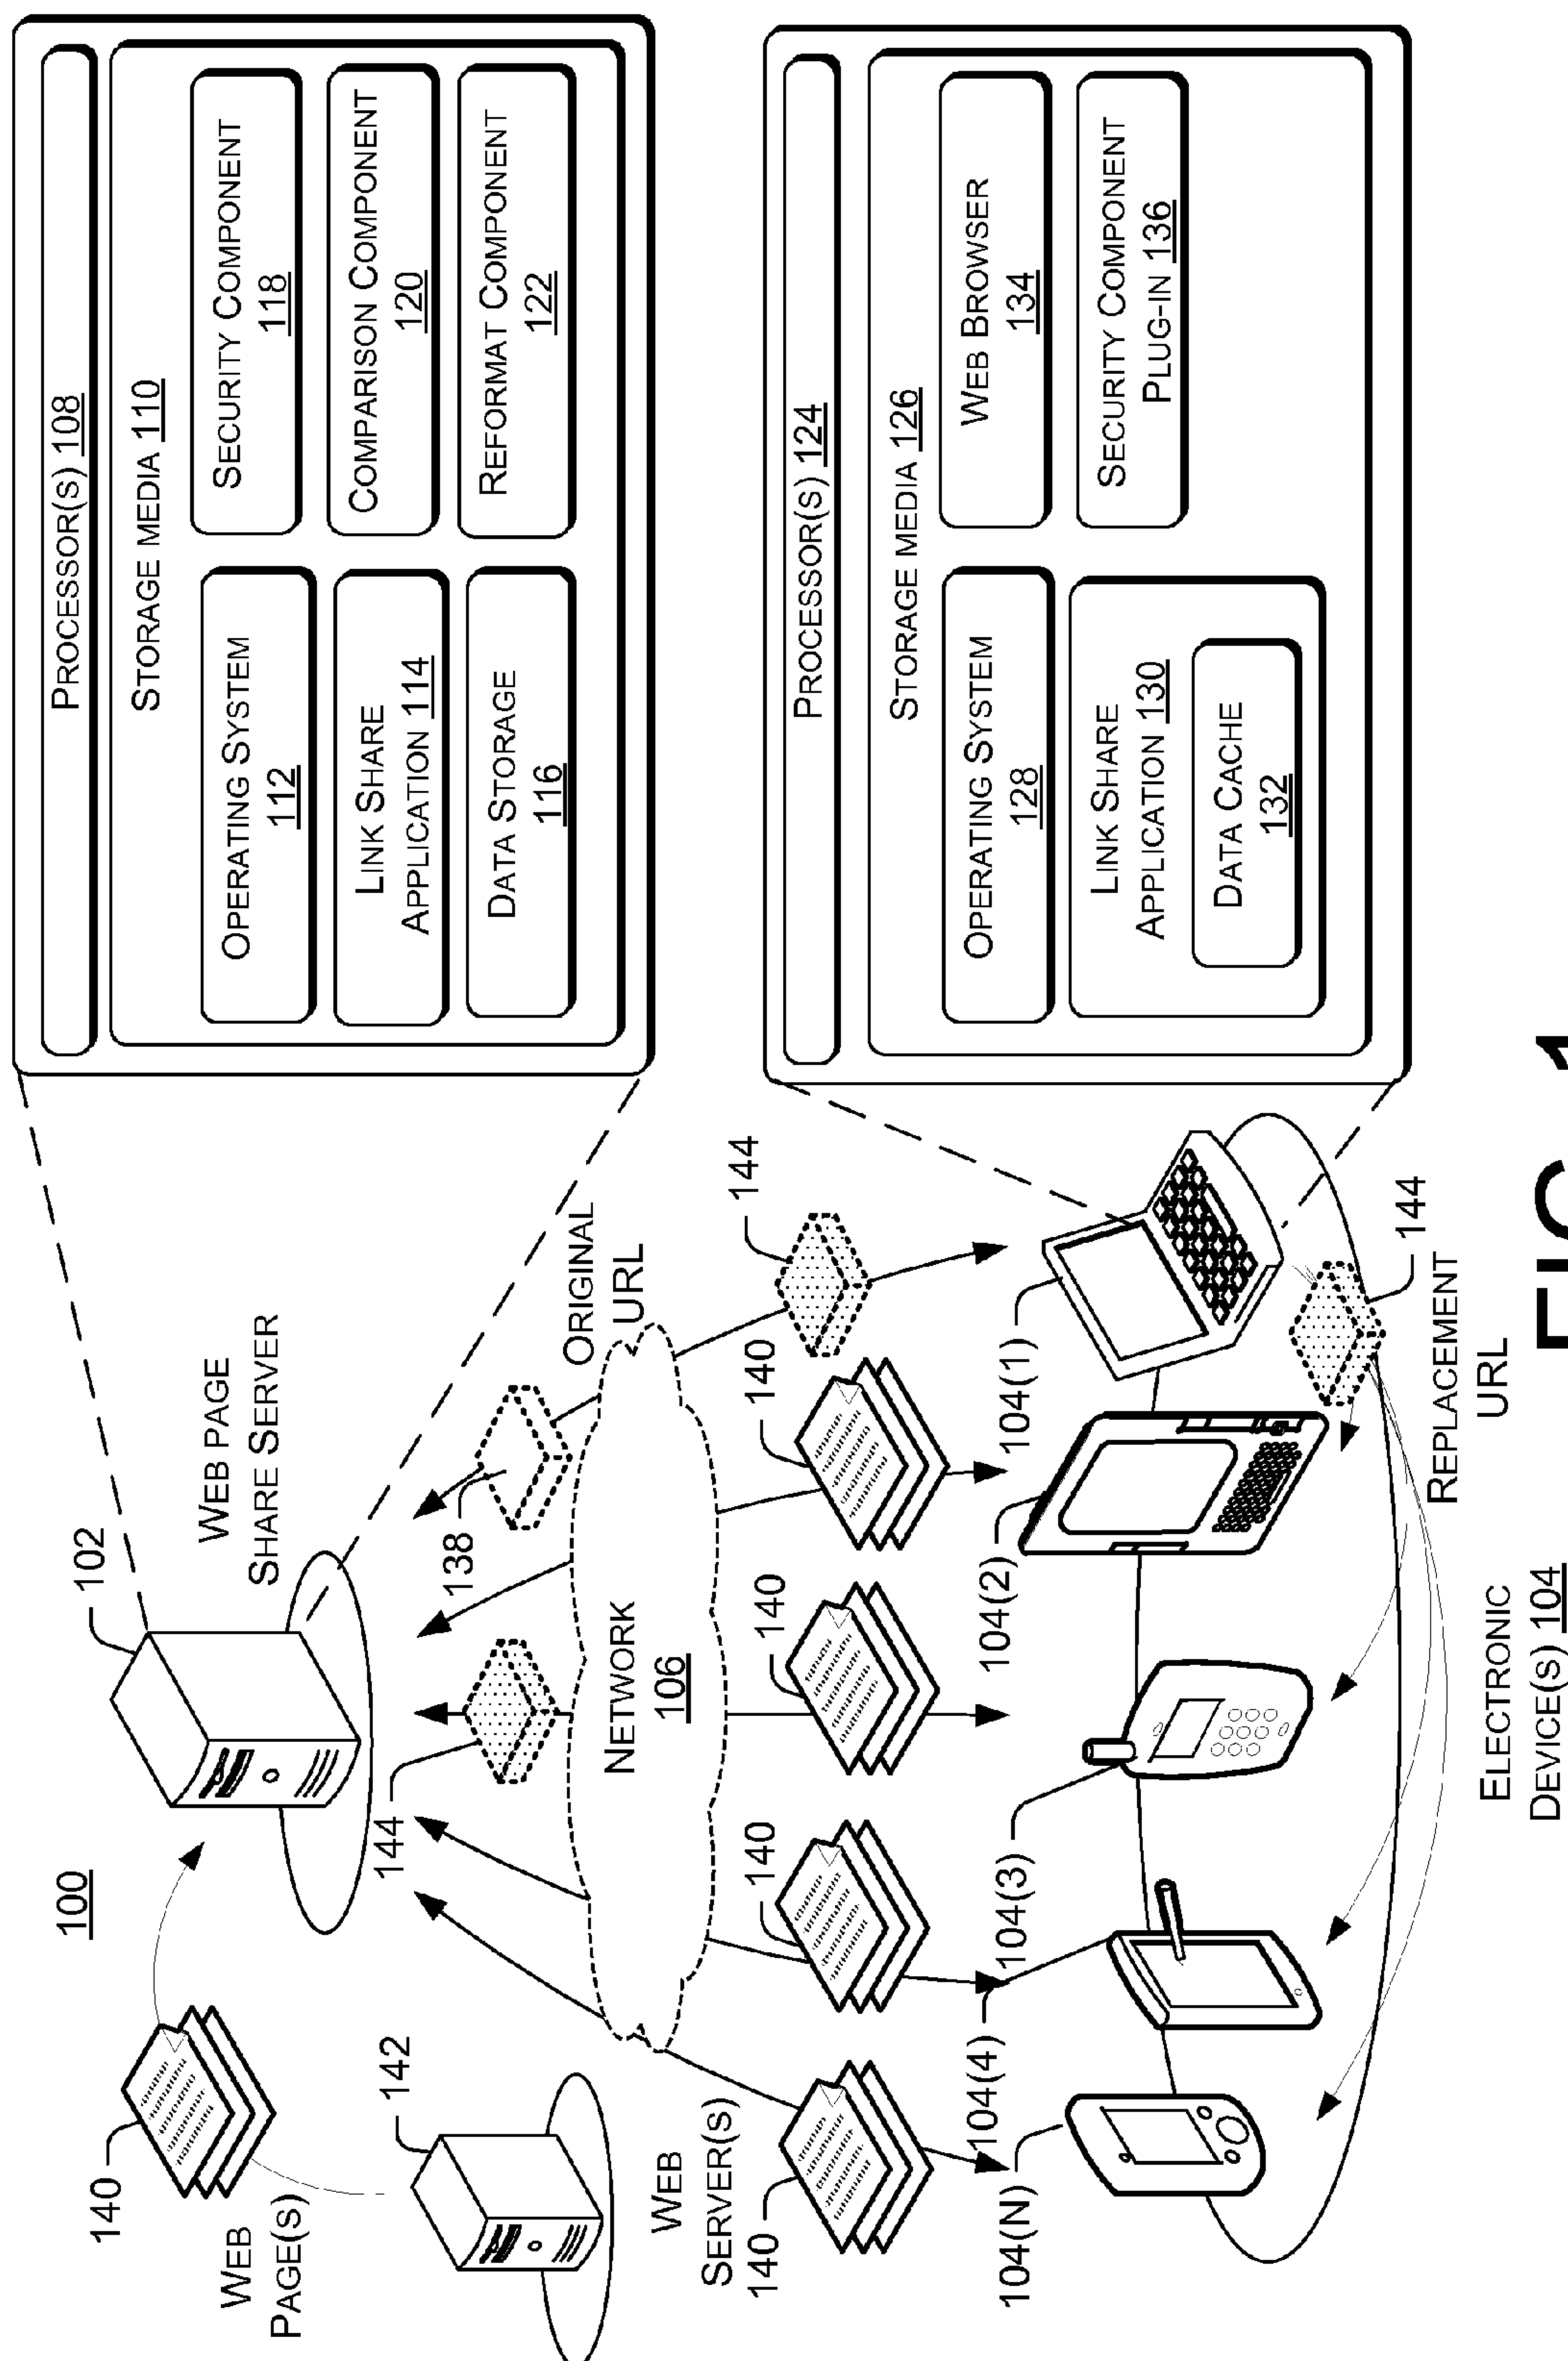 100
140
WEB
PAGE(S)
142
WEB
SERVER(S)
102
WEB PAGE
SHARE SERVER
144
138
ORIGINAL
URL
NETWORK
106
140
140
140
140
144
104(N)
104(4)
104(3)
104(2)
104(1)
144
REPLACEMENT
URL
ELECTRONIC
DEVICE(S) 104
PROCESSOR(S) 108
STORAGE MEDIA 110
OPERATING SYSTEM
112
LINK SHARE
APPLICATION 114
DATA STORAGE
116
SECURITY COMPONENT
118
COMPARISON COMPONENT
120
REFORMAT COMPONENT
122
PROCESSOR(S) 124
STORAGE MEDIA 126
OPERATING SYSTEM
128
LINK SHARE
APPLICATION 130
DATA CACHE
132
WEB BROWSER
134
SECURITY COMPONENT
PLUG-IN 136